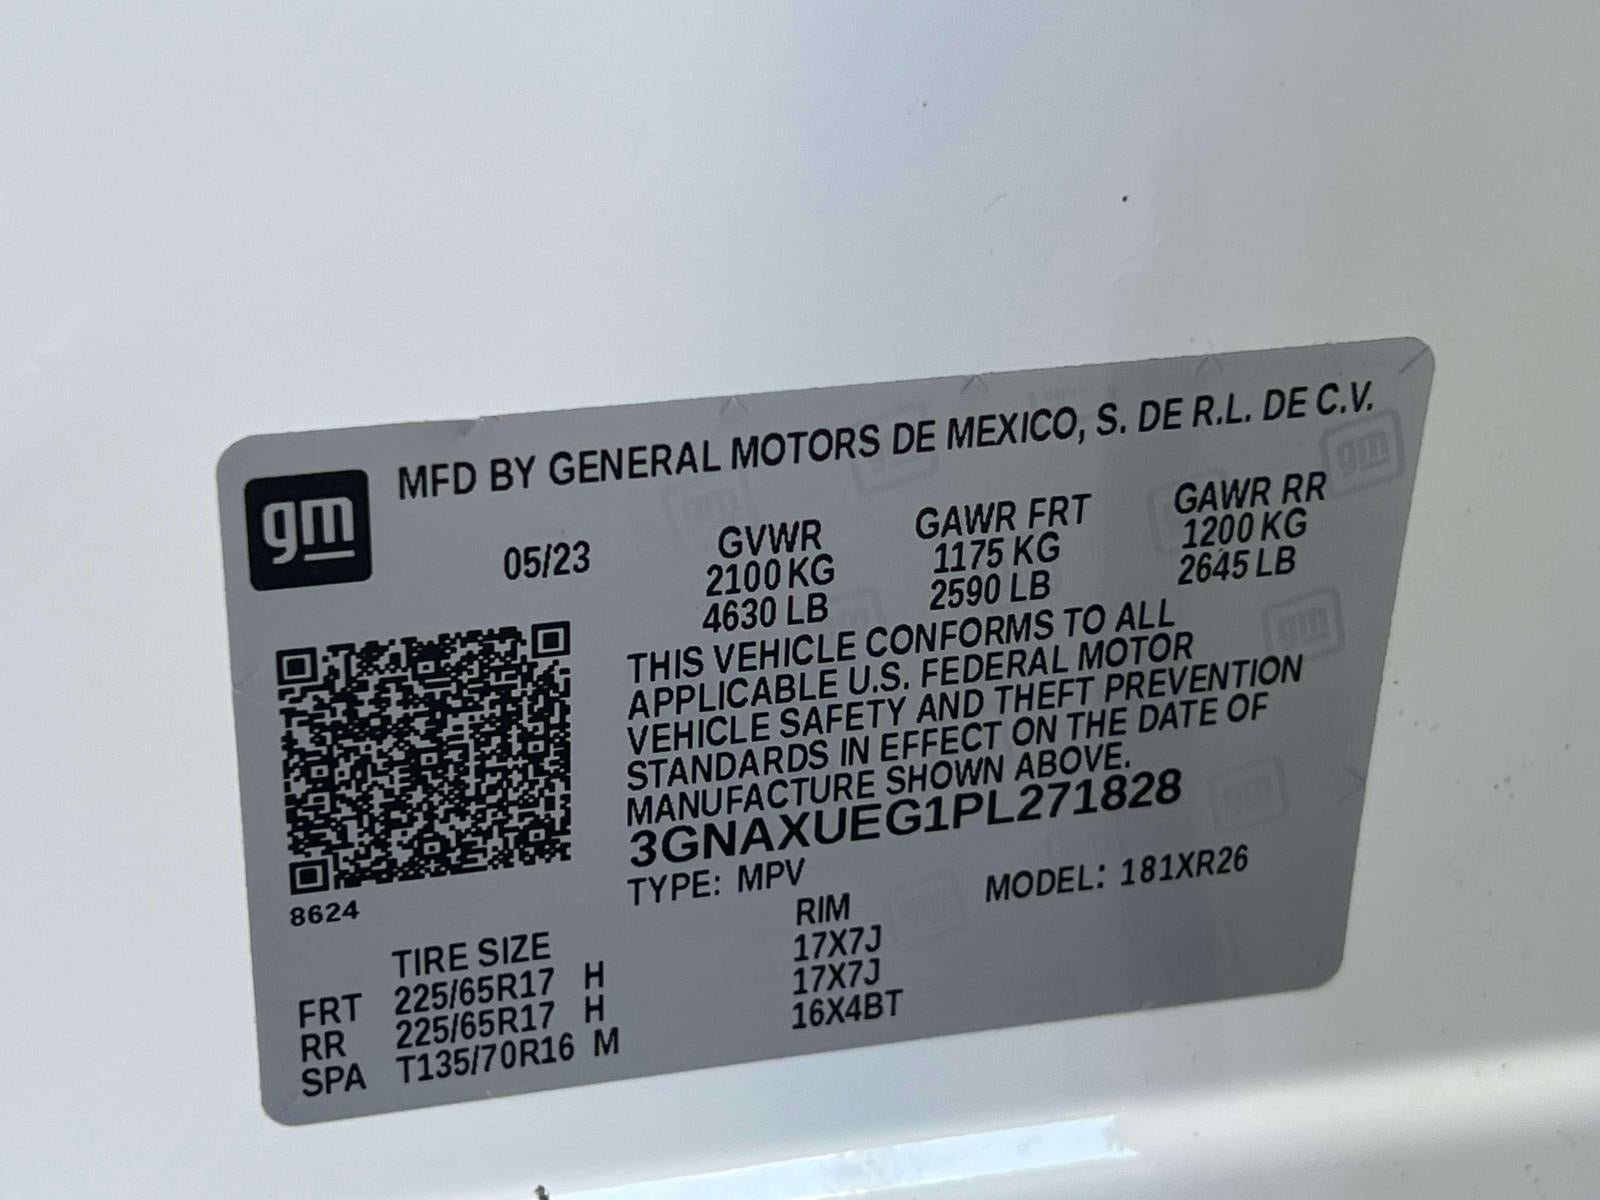 gm
MFD BY GENERAL MOTORS DE MEXICO, S. DE R.L. DE C.V.
05/23
GVWR GAWR FRT GAWR RR
2100 KG 1175 KG 1200 KG
4630 LB 2590 LB 2645 LB
THIS VEHICLE CONFORMS TO ALL
APPLICABLE U.S. FEDERAL MOTOR
VEHICLE SAFETY AND THEFT PREVENTION
STANDARDS IN EFFECT ON THE DATE OF
MANUFACTURE SHOWN ABOVE.
3GNAXUEG1PL271828
TYPE: MPV MODEL: 181XR26
8624
TIRE SIZE RIM
FRT 225/65R17 H 17X7J
RR 225/65R17 H 17X7J
SPA T135/70R16 M 16X4BT